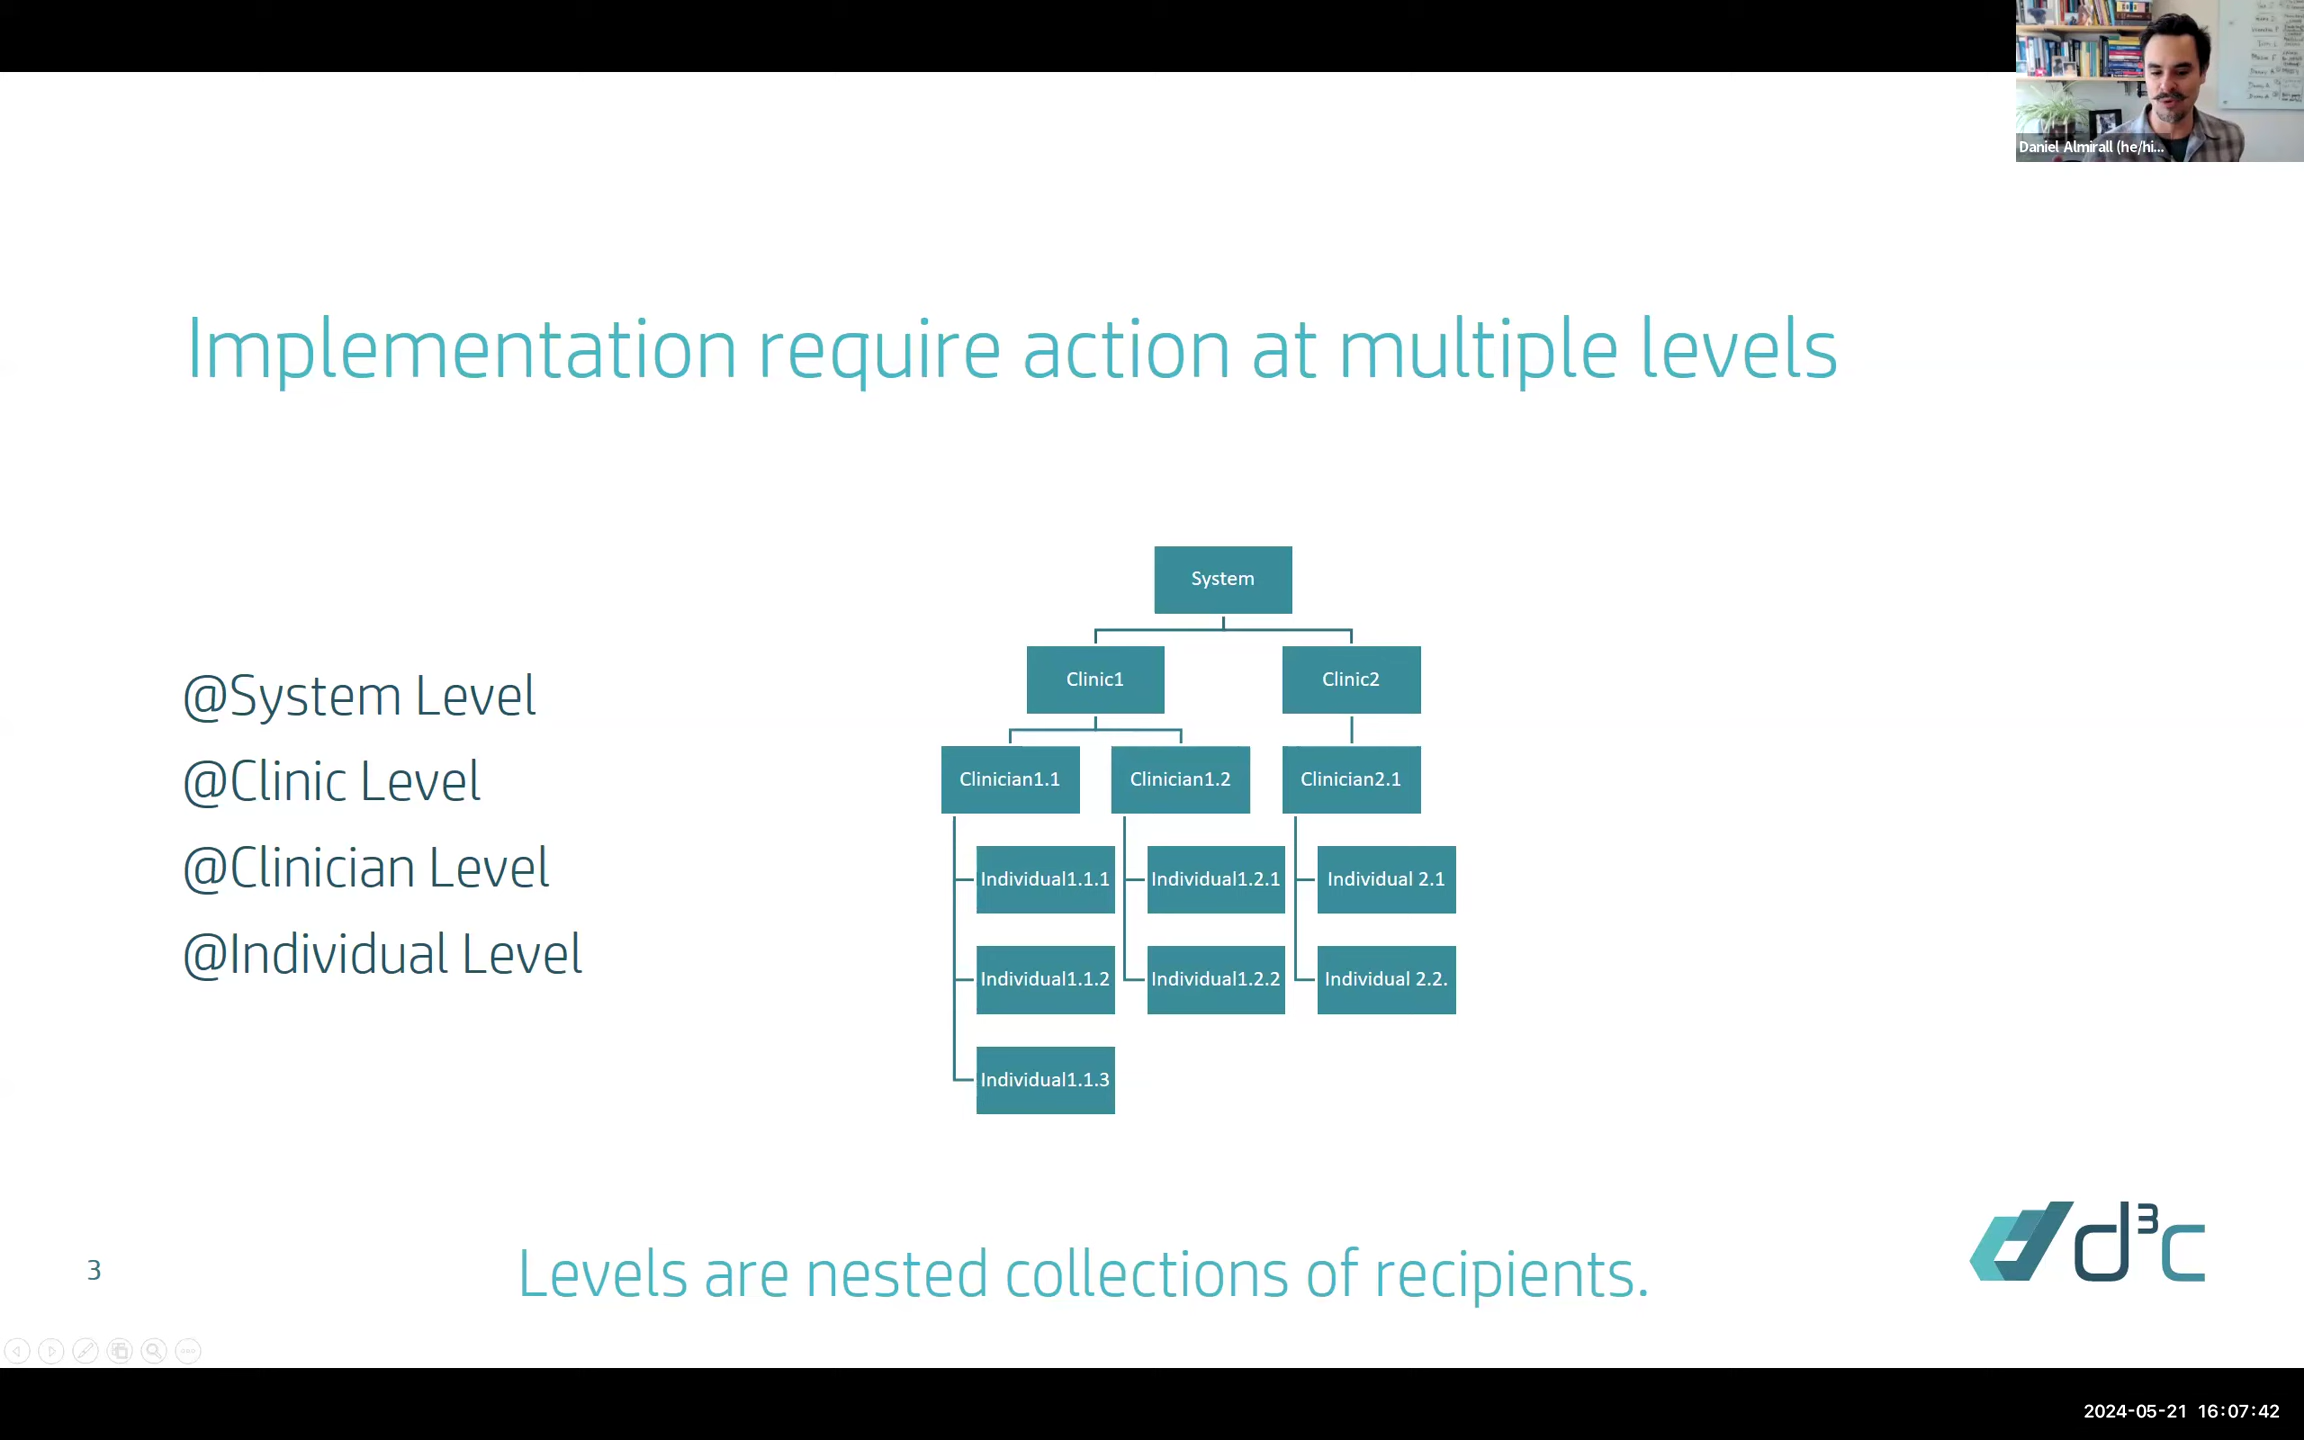 Daniel Almirall (he/hi...
Implementation require action at multiple levels
@System Level
@Clinic Level
@Clinician Level
@Individual Level
System
Clinic1
Clinic2
Clinician1.1
Clinician1.2
Clinician2.1
Individual1.1.1
Individual1.2.1
Individual 2.1
Individual1.1.2
Individual1.2.2
Individual 2.2.
Individual1.1.3
Levels are nested collections of recipients.
3
d³c
2024-05-21 16:07:42